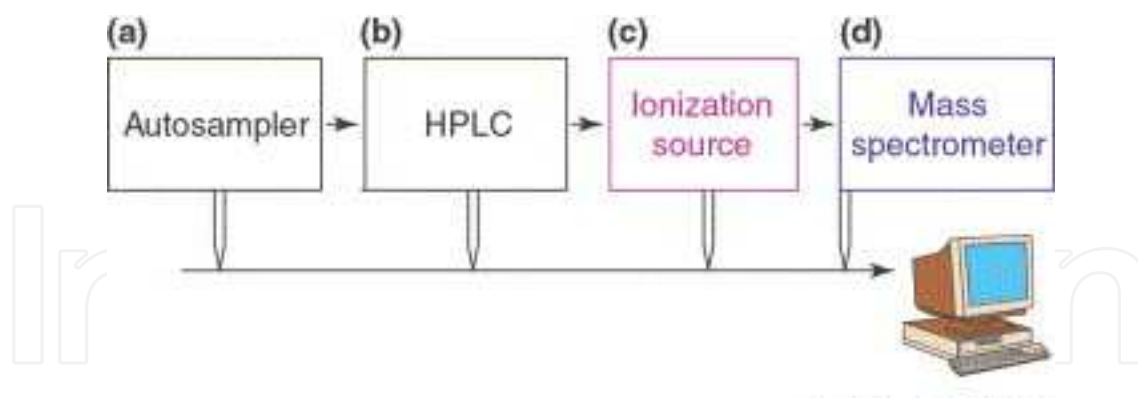 (a) (b) (c) (d)
Autosampler
HPLC
Ionization
source
Mass
spectrometer